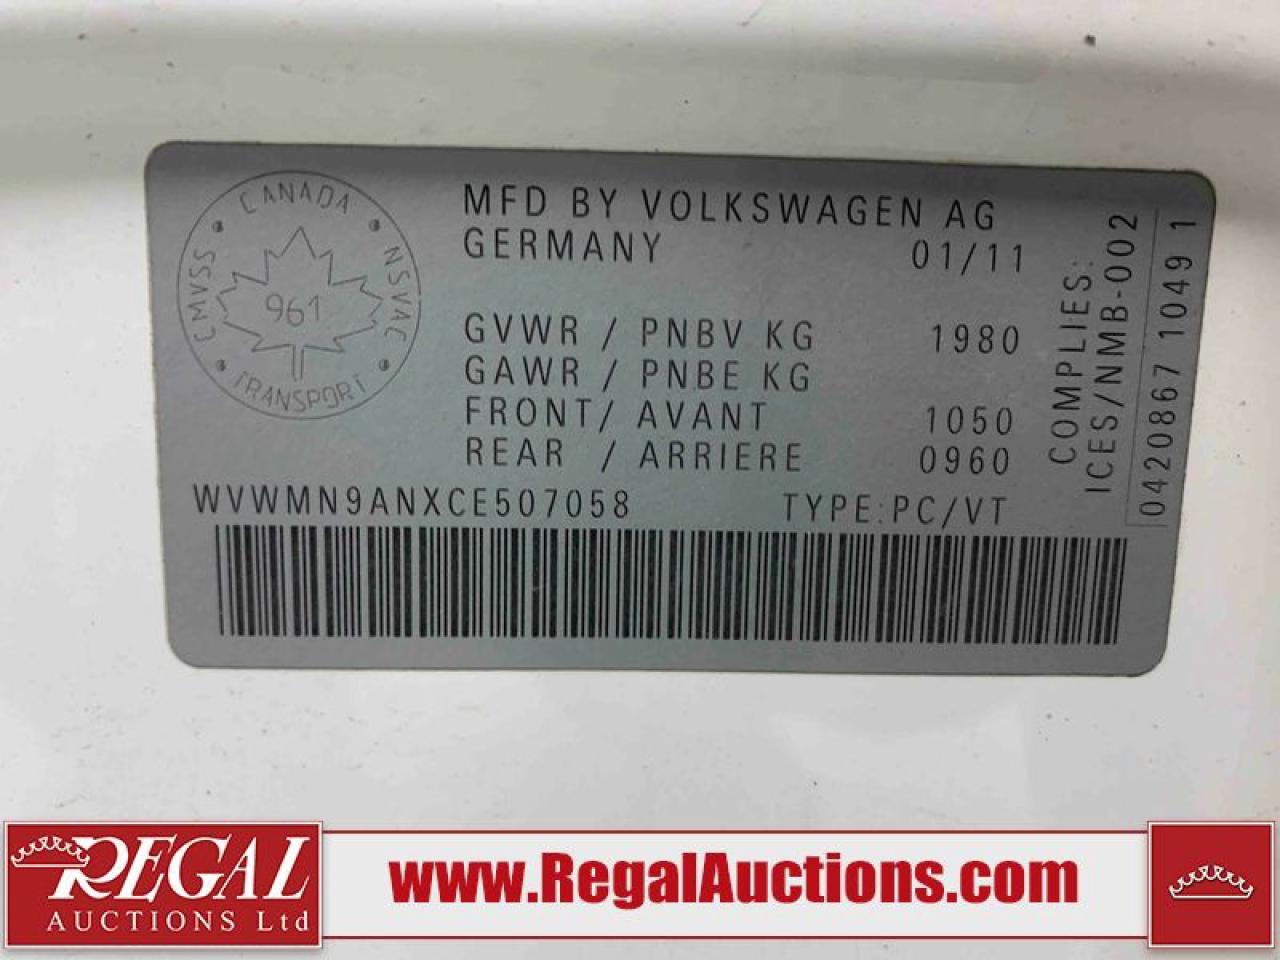 CANADA
CMVSS
NSVAC
961
TRANSPORT
MFD BY VOLKSWAGEN AG
GERMANY 01/11
GVWR / PNBV KG 1980
GAWR / PNBE KG
FRONT/ AVANT 1050
REAR / ARRIERE 0960
WVWMN9ANXCE507058 TYPE:PC/VT
COMPLIES:
ICES/NMB-002
0420867 1049 1
REGAL
AUCTIONS Ltd
www.RegalAuctions.com